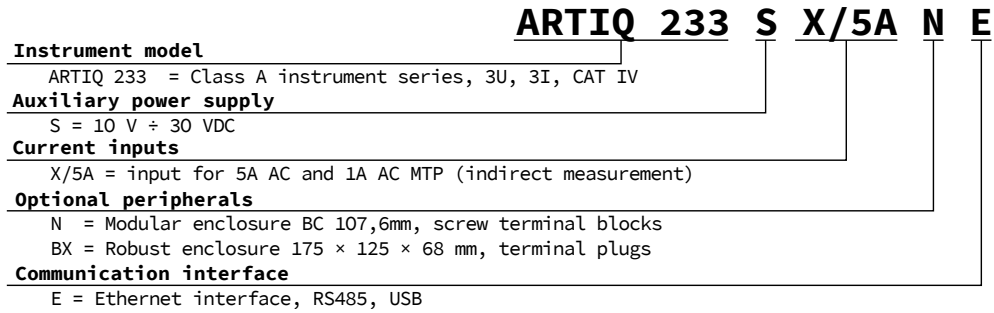 ARTIQ 233 S X/5A N E
Instrument model
ARTIQ 233 = Class A instrument series, 3U, 3I, CAT IV
Auxiliary power supply
S = 10 V ÷ 30 VDC
Current inputs
X/5A = input for 5A AC and 1A AC MTP (indirect measurement)
Optional peripherals
N = Modular enclosure BC 107,6mm, screw terminal blocks
BX = Robust enclosure 175 × 125 × 68 mm, terminal plugs
Communication interface
E = Ethernet interface, RS485, USB